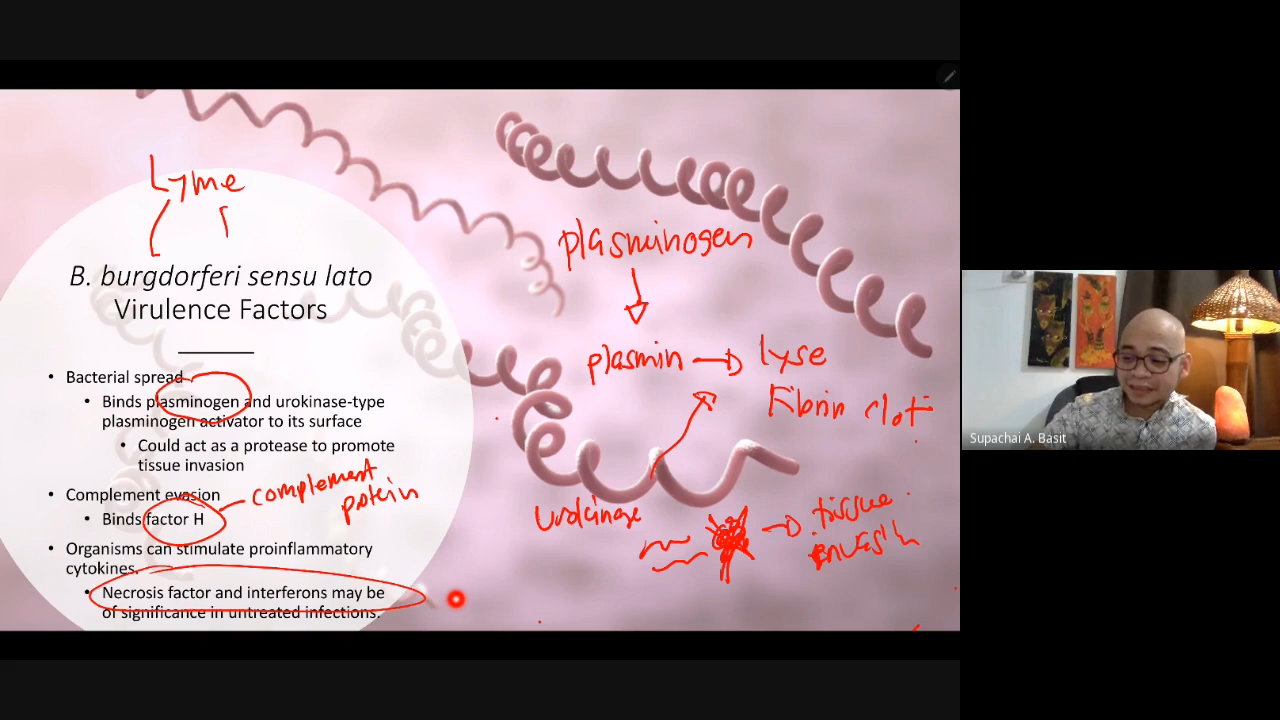 Lyme
B. burgdorferi sensu lato
Virulence Factors
• Bacterial spread
• Binds plasminogen and urokinase-type
plasminogen activator to its surface
• Could act as a protease to promote
tissue invasion
• Complement evasion
• Binds factor H
complement
protein
• Organisms can stimulate proinflammatory
cytokines.
• Necrosis factor and interferons may be
of significance in untreated infections.
plasminogen
plasmin → lyse
Fibrin clot
tissue
Supachai A. Basit